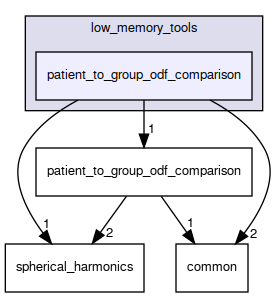 low_memory_tools
patient_to_group_odf_comparison
1
patient_to_group_odf_comparison
1 2 1 2
spherical_harmonics common